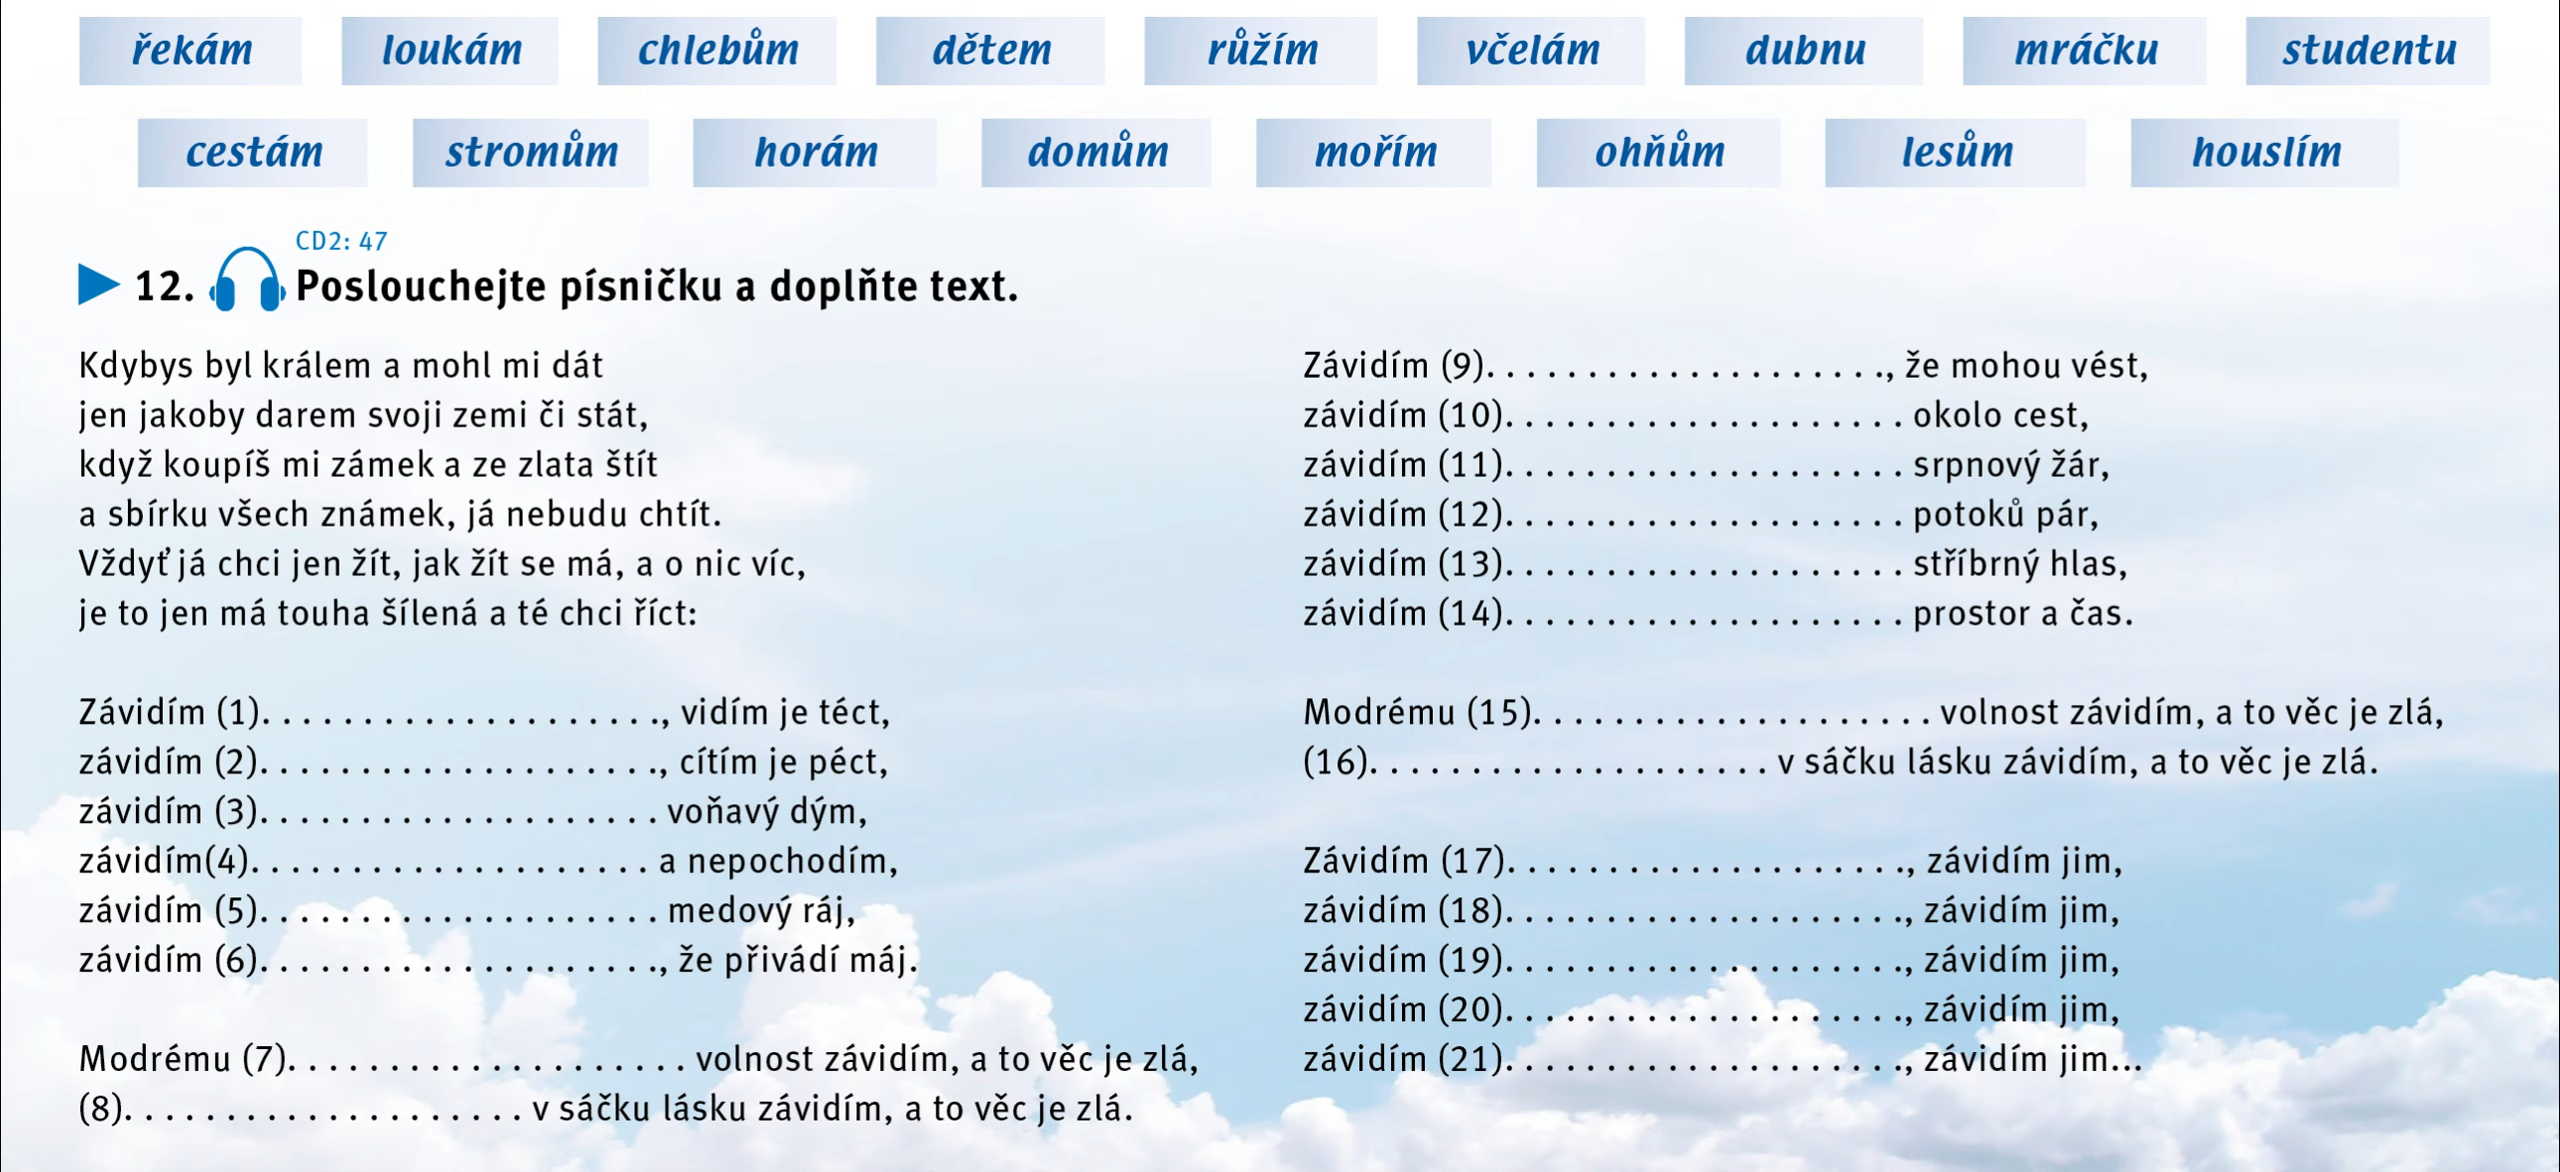 řekám loukám chlebům dětem růžím včelám dubnu mráčku studentu
cestám stromům horám domům mořím ohňům lesům houslím
CD2: 47
12. Poslouchejte písničku a doplňte text.
Kdybys byl králem a mohl mi dát
jen jakoby darem svoji zemi či stát,
když koupíš mi zámek a ze zlata štít
a sbírku všech známek, já nebudu chtít.
Vždyť já chci jen žít, jak žít se má, a o nic víc,
je to jen má touha šílená a té chci říct:
Závidím (1)...................., vidím je téct,
závidím (2)...................., cítím je péct,
závidím (3).................... voňavý dým,
závidím(4).................... a nepochodím,
závidím (5).................... medový ráj,
závidím (6)...................., že přivádí máj.
Modrému (7).................... volnost závidím, a to věc je zlá,
(8).................... v sáčku lásku závidím, a to věc je zlá.
Závidím (9)...................., že mohou vést,
závidím (10).................... okolo cest,
závidím (11).................... srpnový žár,
závidím (12).................... potoků pár,
závidím (13).................... stříbrný hlas,
závidím (14).................... prostor a čas.
Modrému (15).................... volnost závidím, a to věc je zlá,
(16).................... v sáčku lásku závidím, a to věc je zlá.
Závidím (17)...................., závidím jim,
závidím (18)...................., závidím jim,
závidím (19)...................., závidím jim,
závidím (20)...................., závidím jim,
závidím (21)...................., závidím jim...